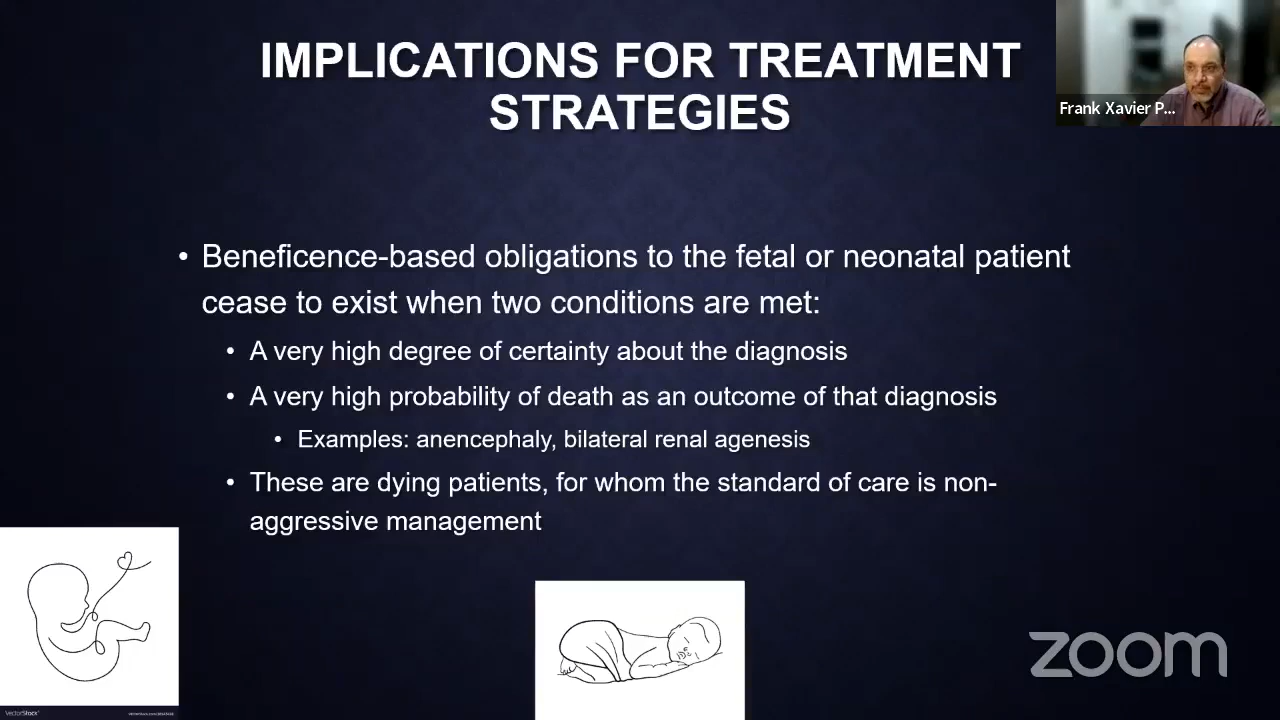 IMPLICATIONS FOR TREATMENT
STRATEGIES
Frank Xavier P...
• Beneficence-based obligations to the fetal or neonatal patient
cease to exist when two conditions are met:
• A very high degree of certainty about the diagnosis
• A very high probability of death as an outcome of that diagnosis
• Examples: anencephaly, bilateral renal agenesis
• These are dying patients, for whom the standard of care is non-
aggressive management
zoom
VectorStock